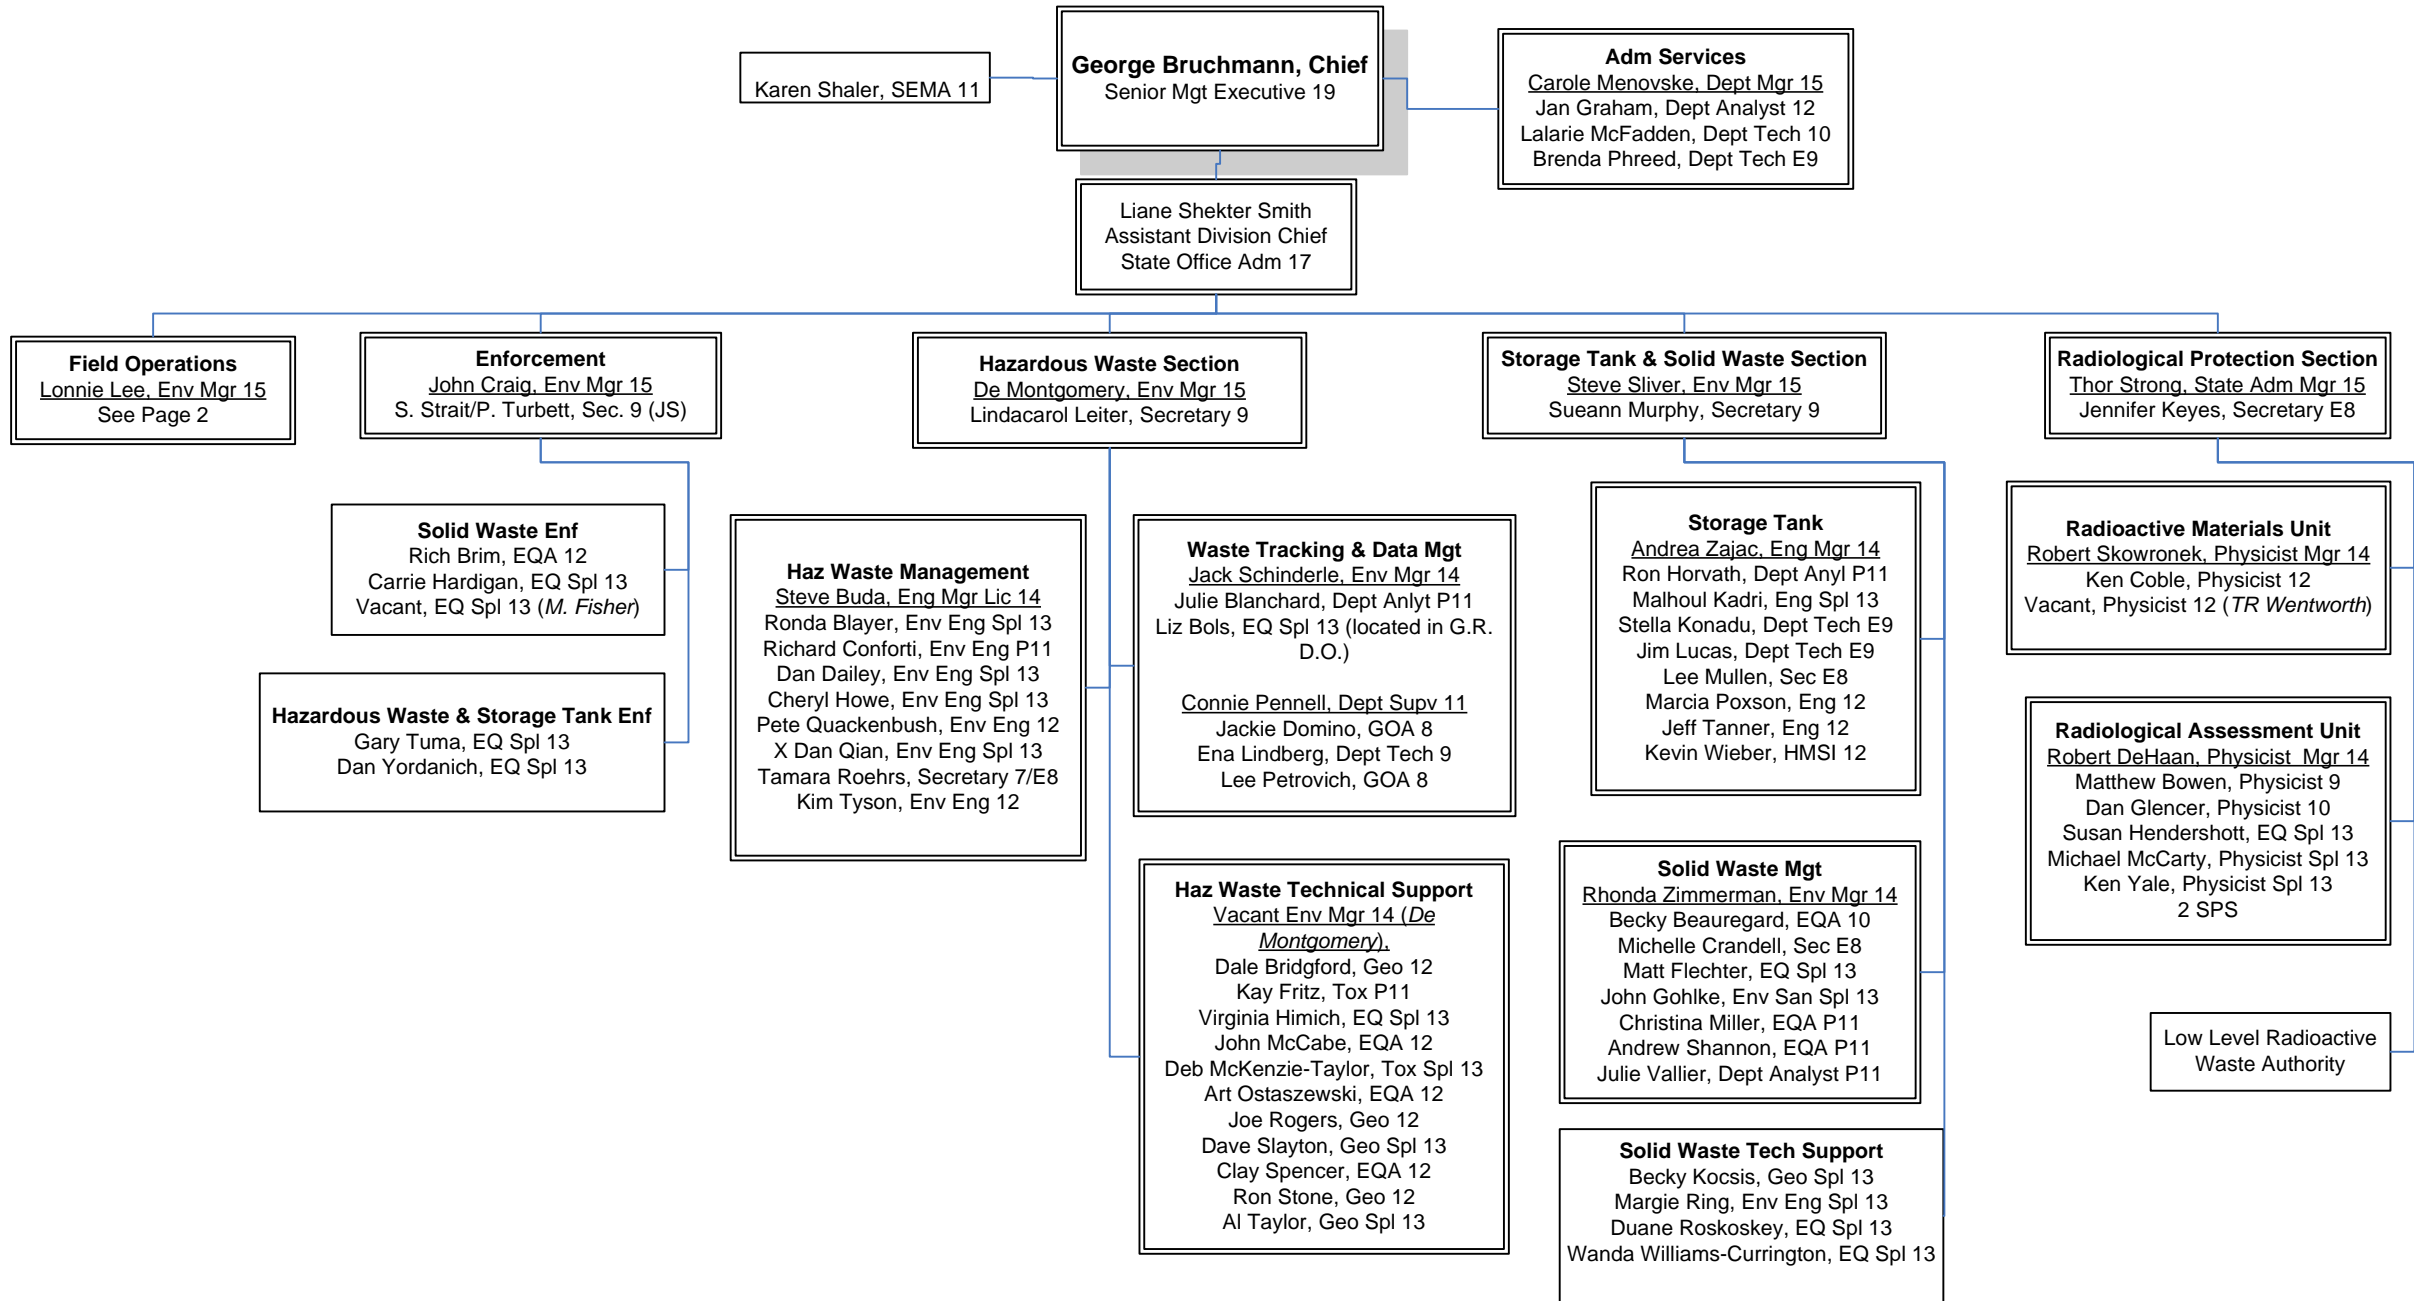 Karen Shaler, SEMA 11
George Bruchmann, Chief
Senior Mgt Executive 19
Adm Services
Carole Menovske, Dept Mgr 15
Jan Graham, Dept Analyst 12
Lalarie McFadden, Dept Tech 10
Brenda Phreed, Dept Tech E9
Liane Shekter Smith
Assistant Division Chief
State Office Adm 17
Field Operations
Lonnie Lee, Env Mgr 15
See Page 2
Enforcement
John Craig, Env Mgr 15
S. Strait/P. Turbett, Sec. 9 (JS)
Hazardous Waste Section
De Montgomery, Env Mgr 15
Lindacarol Leiter, Secretary 9
Storage Tank & Solid Waste Section
Steve Sliver, Env Mgr 15
Sueann Murphy, Secretary 9
Radiological Protection Section
Thor Strong, State Adm Mgr 15
Jennifer Keyes, Secretary E8
Solid Waste Enf
Rich Brim, EQA 12
Carrie Hardigan, EQ Spl 13
Vacant, EQ Spl 13 (M. Fisher)
Hazardous Waste & Storage Tank Enf
Gary Tuma, EQ Spl 13
Dan Yordanich, EQ Spl 13
Haz Waste Management
Steve Buda, Eng Mgr Lic 14
Ronda Blayer, Env Eng Spl 13
Richard Conforti, Env Eng P11
Dan Dailey, Env Eng Spl 13
Cheryl Howe, Env Eng Spl 13
Pete Quackenbush, Env Eng 12
X Dan Qian, Env Eng Spl 13
Tamara Roehrs, Secretary 7/E8
Kim Tyson, Env Eng 12
Waste Tracking & Data Mgt
Jack Schinderle, Env Mgr 14
Julie Blanchard, Dept Anlyt P11
Liz Bols, EQ Spl 13 (located in G.R.
D.O.)
Connie Pennell, Dept Supv 11
Jackie Domino, GOA 8
Ena Lindberg, Dept Tech 9
Lee Petrovich, GOA 8
Haz Waste Technical Support
Vacant Env Mgr 14 (De
Montgomery),
Dale Bridgford, Geo 12
Kay Fritz, Tox P11
Virginia Himich, EQ Spl 13
John McCabe, EQA 12
Deb McKenzie-Taylor, Tox Spl 13
Art Ostaszewski, EQA 12
Joe Rogers, Geo 12
Dave Slayton, Geo Spl 13
Clay Spencer, EQA 12
Ron Stone, Geo 12
Al Taylor, Geo Spl 13
Storage Tank
Andrea Zajac, Eng Mgr 14
Ron Horvath, Dept Anyl P11
Malhoul Kadri, Eng Spl 13
Stella Konadu, Dept Tech E9
Jim Lucas, Dept Tech E9
Lee Mullen, Sec E8
Marcia Poxson, Eng 12
Jeff Tanner, Eng 12
Kevin Wieber, HMSI 12
Solid Waste Mgt
Rhonda Zimmerman, Env Mgr 14
Becky Beauregard, EQA 10
Michelle Crandell, Sec E8
Matt Flechter, EQ Spl 13
John Gohlke, Env San Spl 13
Christina Miller, EQA P11
Andrew Shannon, EQA P11
Julie Vallier, Dept Analyst P11
Solid Waste Tech Support
Becky Kocsis, Geo Spl 13
Margie Ring, Env Eng Spl 13
Duane Roskoskey, EQ Spl 13
Wanda Williams-Currington, EQ Spl 13
Radioactive Materials Unit
Robert Skowronek, Physicist Mgr 14
Ken Coble, Physicist 12
Vacant, Physicist 12 (TR Wentworth)
Radiological Assessment Unit
Robert DeHaan, Physicist Mgr 14
Matthew Bowen, Physicist 9
Dan Glencer, Physicist 10
Susan Hendershott, EQ Spl 13
Michael McCarty, Physicist Spl 13
Ken Yale, Physicist Spl 13
2 SPS
Low Level Radioactive
Waste Authority